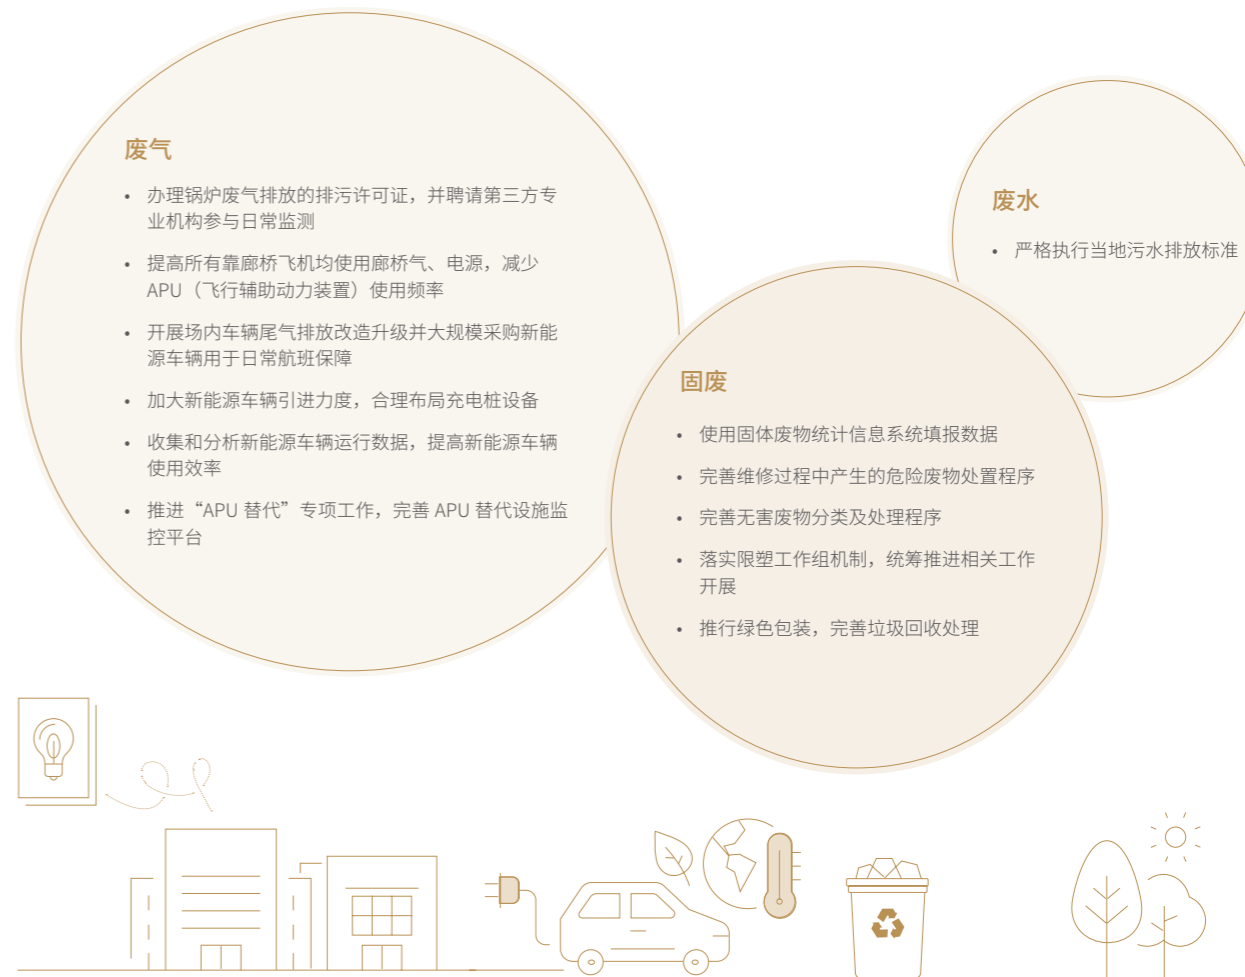 废气
• 办理锅炉废气排放的排污许可证，并聘请第三方专
业机构参与日常监测
• 提高所有靠廊桥飞机均使用廊桥气、电源，减少
APU（飞行辅助动力装置）使用频率
• 开展场内车辆尾气排放改造升级并大规模采购新能
源车辆用于日常航班保障
• 加大新能源车辆引进力度，合理布局充电桩设备
• 收集和分析新能源车辆运行数据，提高新能源车辆
使用效率
• 推进“APU 替代”专项工作，完善 APU 替代设施监
控平台
废水
• 严格执行当地污水排放标准
固废
• 使用固体废物统计信息系统填报数据
• 完善维修过程中产生的危险废物处置程序
• 完善无害废物分类及处理程序
• 落实限塑工作组机制，统筹推进相关工作
开展
• 推行绿色包装，完善垃圾回收处理